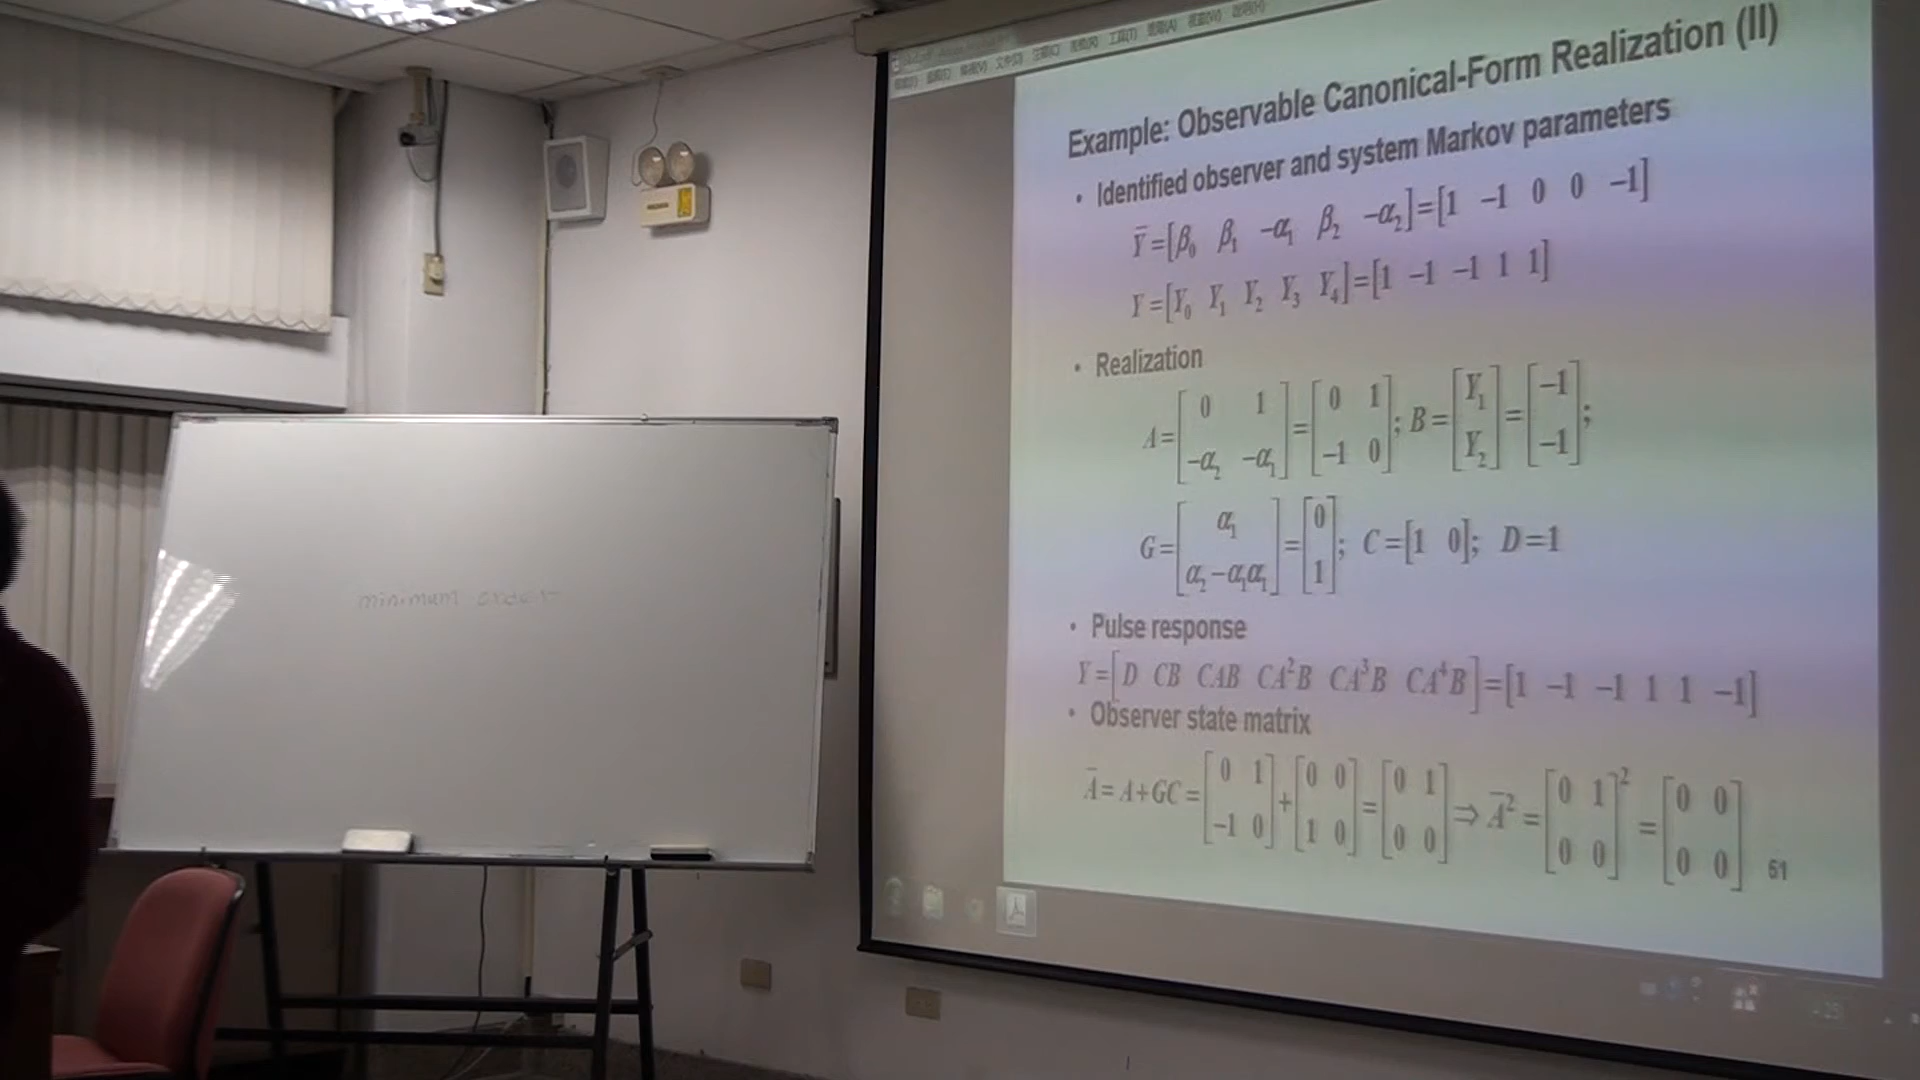 minimum order
工具(T)
Example: Observable Canonical-Form Realization (II)
• Identified observer and system Markov parameters
Ȳ=[β₀ β₁ −α₁ β₂ −α₂]=[1 −1 0 0 −1]
Y=[Y₀ Y₁ Y₂ Y₃ Y₄]=[1 −1 −1 1 1]
• Realization
A=[0 1; −α₂ −α₁]=[0 1; −1 0]; B=[Y₁; Y₂]=[−1; −1];
G=[α₁; α₂−α₁α₁]=[0; 1]; C=[1 0]; D=1
• Pulse response
Y=[D CB CAB CA²B CA³B CA⁴B]=[1 −1 −1 1 1 −1]
• Observer state matrix
Ā=A+GC=[0 1; −1 0]+[0 0; 1 0]=[0 1; 0 0]⇒Ā²=[0 1; 0 0]²=[0 0; 0 0]
61